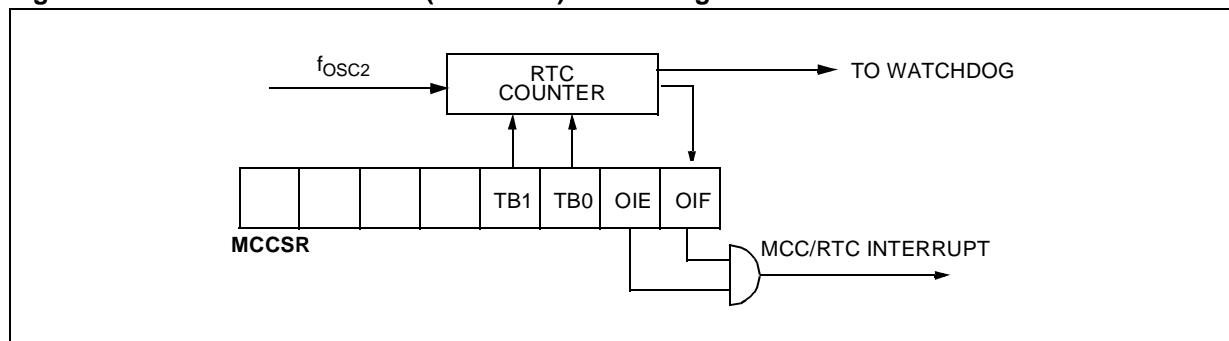 fOSC2
RTC
COUNTER
TO WATCHDOG
TB1 TB0 OIE OIF
MCCSR
MCC/RTC INTERRUPT